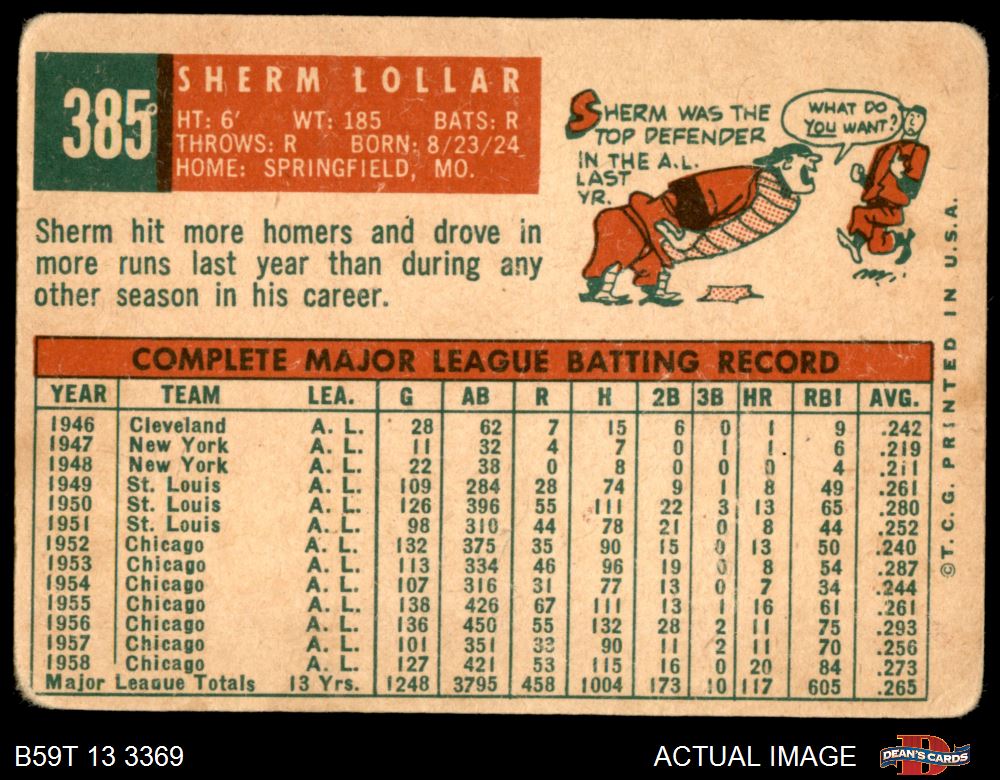 385
SHERM LOLLAR
HT: 6' WT: 185 BATS: R
THROWS: R BORN: 8/23/24
HOME: SPRINGFIELD, MO.
Sherm hit more homers and drove in
more runs last year than during any
other season in his career.
SHERM WAS THE
TOP DEFENDER
IN THE A.L.
LAST
YR.
WHAT DO
YOU WANT?
COMPLETE MAJOR LEAGUE BATTING RECORD
YEAR TEAM LEA. G AB R H 2B 3B HR RBI AVG.
1946 Cleveland A. L. 28 62 7 15 6 0 1 9 .242
1947 New York A. L. 11 32 4 7 0 1 1 6 .219
1948 New York A. L. 22 38 0 8 0 0 0 4 .211
1949 St. Louis A. L. 109 284 28 74 9 1 8 49 .261
1950 St. Louis A. L. 126 396 55 111 22 3 13 65 .280
1951 St. Louis A. L. 98 310 44 78 21 0 8 44 .252
1952 Chicago A. L. 132 375 35 90 15 0 13 50 .240
1953 Chicago A. L. 113 334 46 96 19 0 8 54 .287
1954 Chicago A. L. 107 316 31 77 13 0 7 34 .244
1955 Chicago A. L. 138 426 67 111 13 1 16 61 .261
1956 Chicago A. L. 136 450 55 132 28 2 11 75 .293
1957 Chicago A. L. 101 351 33 90 11 2 11 70 .256
1958 Chicago A. L. 127 421 53 115 16 0 20 84 .273
Major League Totals 13 Yrs. 1248 3795 458 1004 173 10 117 605 .265
©T.C.G. PRINTED IN U.S.A.
B59T 13 3369
ACTUAL IMAGE
DEAN'S CARDS